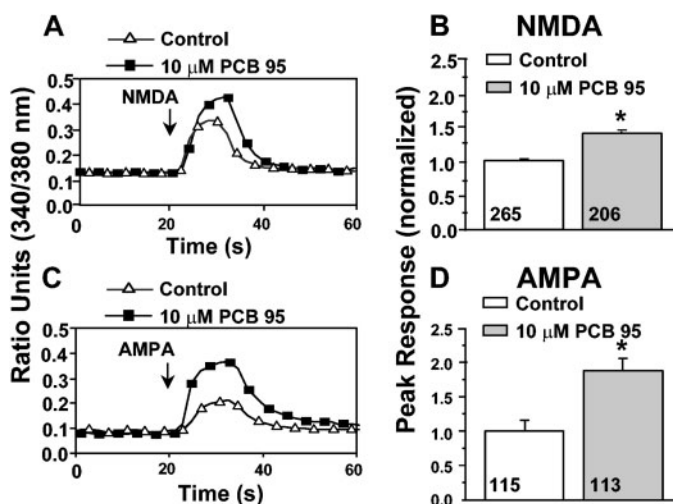 A
Control
10 μM PCB 95
NMDA
0.5
0.4
0.3
0.2
0.1
0.0
0 20 40 60
Time (s)
B NMDA
Control
10 μM PCB 95
*
2.5
2.0
1.5
1.0
0.5
0.0
265 206
C
Control
10 μM PCB 95
AMPA
0.5
0.4
0.3
0.2
0.1
0.0
0 20 40 60
Time (s)
Ratio Units (340/380 nm)
D AMPA
Control
10 μM PCB 95
*
2.5
2.0
1.5
1.0
0.5
0.0
115 113
Peak Response (normalized)